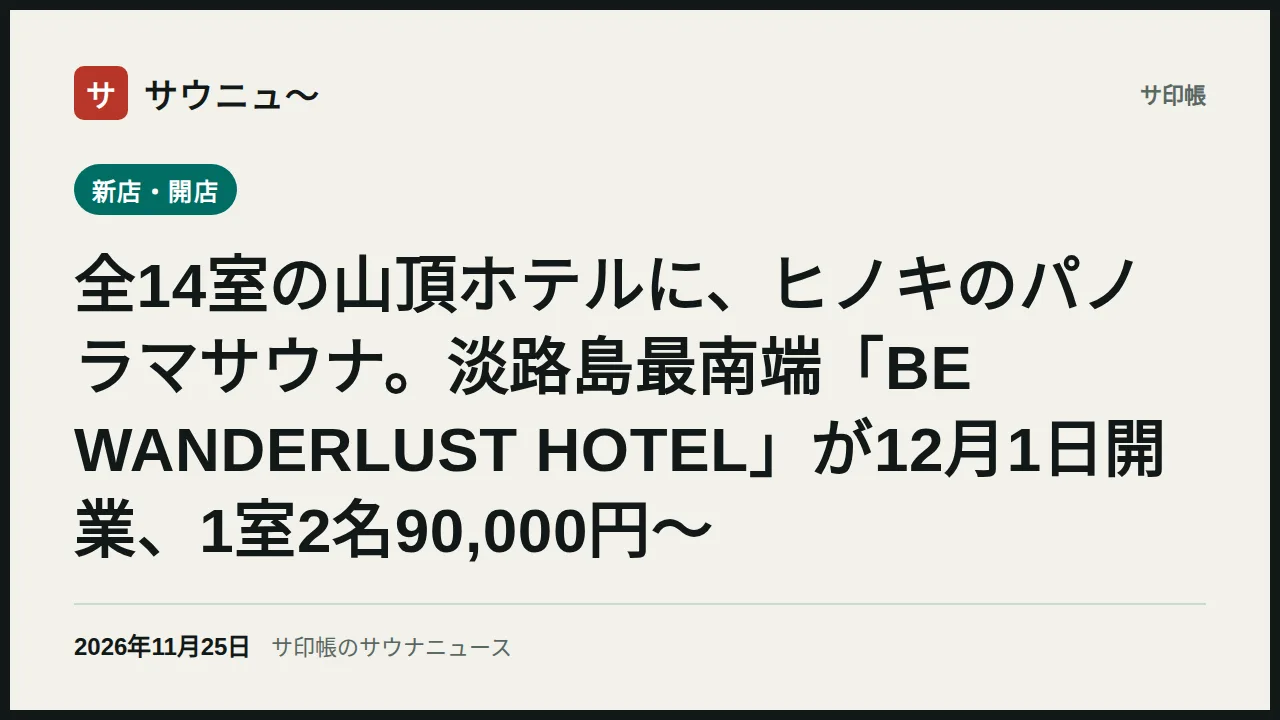 サ サウニュ〜
サ印帳
新店・開店
全14室の山頂ホテルに、ヒノキのパノ
ラマサウナ。淡路島最南端「BE
WANDERLUST HOTEL」が12月1日開
業、1室2名90,000円〜
2026年11月25日 サ印帳のサウナニュース